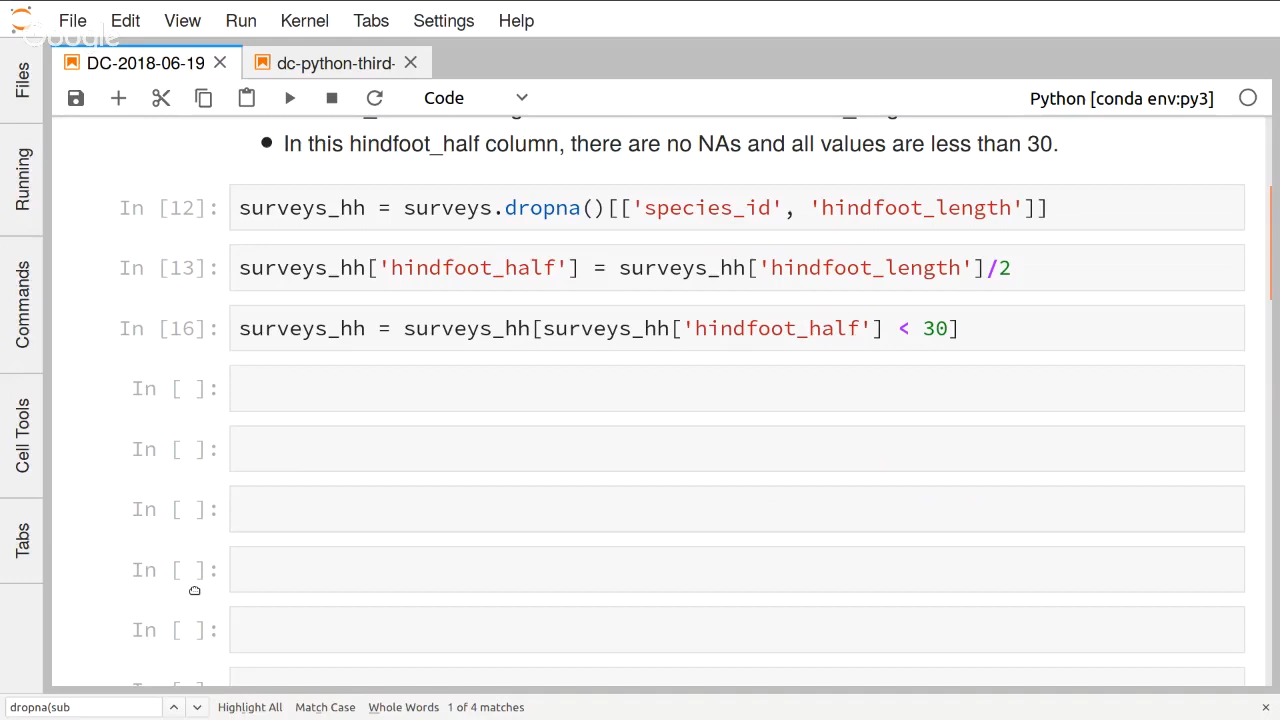 File Edit View Run Kernel Tabs Settings Help
Google
DC-2018-06-19
dc-python-third-
Code
Python [conda env:py3]
Files
Running
Commands
Cell Tools
Tabs
In this hindfoot_half column, there are no NAs and all values are less than 30.
In [12]: surveys_hh = surveys.dropna()[['species_id', 'hindfoot_length']]
In [13]: surveys_hh['hindfoot_half'] = surveys_hh['hindfoot_length']/2
In [16]: surveys_hh = surveys_hh[surveys_hh['hindfoot_half'] < 30]
In [ ]:
In [ ]:
In [ ]:
In [ ]:
In [ ]:
dropna(sub Highlight All Match Case Whole Words 1 of 4 matches